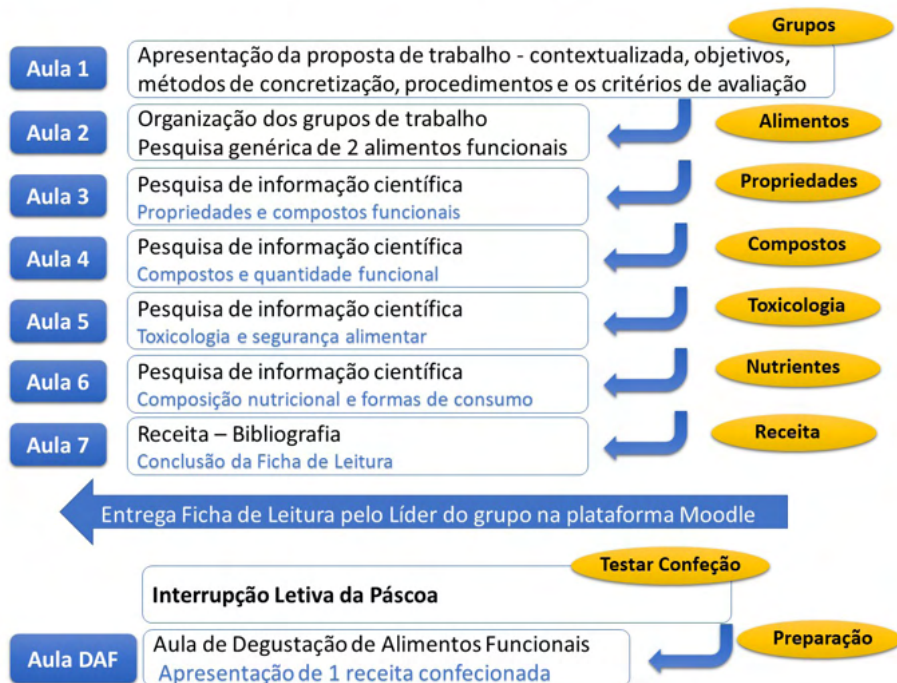 Grupos
Aula 1
Apresentação da proposta de trabalho - contextualizada, objetivos,
métodos de concretização, procedimentos e os critérios de avaliação
Aula 2
Organização dos grupos de trabalho
Pesquisa genérica de 2 alimentos funcionais
Alimentos
Aula 3
Pesquisa de informação científica
Propriedades e compostos funcionais
Propriedades
Aula 4
Pesquisa de informação científica
Compostos e quantidade funcional
Compostos
Aula 5
Pesquisa de informação científica
Toxicologia e segurança alimentar
Toxicologia
Aula 6
Pesquisa de informação científica
Composição nutricional e formas de consumo
Nutrientes
Aula 7
Receita – Bibliografia
Conclusão da Ficha de Leitura
Receita
Entrega Ficha de Leitura pelo Líder do grupo na plataforma Moodle
Testar Confeção
Interrupção Letiva da Páscoa
Aula DAF
Aula de Degustação de Alimentos Funcionais
Apresentação de 1 receita confecionada
Preparação